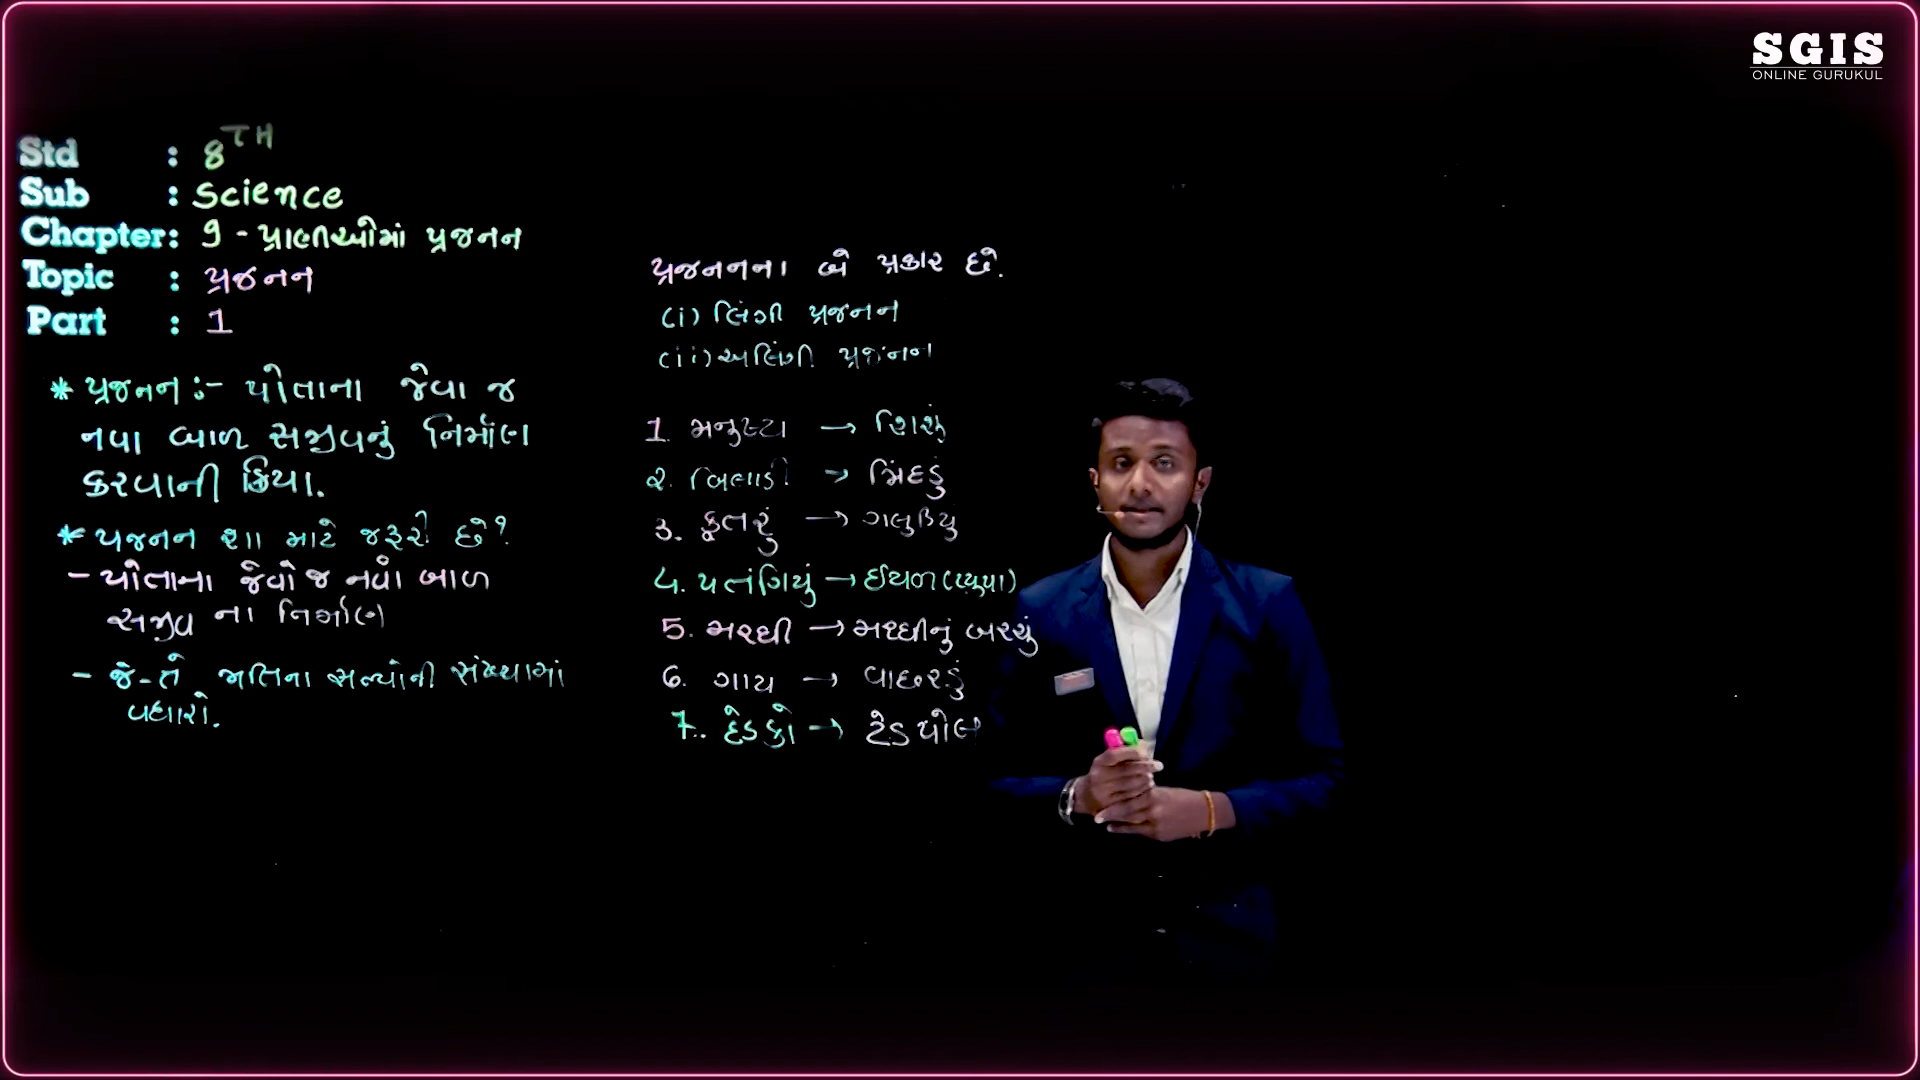 SGIS
ONLINE GURUKUL
Std : 8TH
Sub : Science
Chapter: 9 - પ્રાણીઓમાં પ્રજનન
Topic : પ્રજનન
Part : 1
* પ્રજનન :- પોતાના જેવા જ
નવા બાળ સજીવનું નિર્માણ
કરવાની ક્રિયા.
* પ્રજનન શા માટે જરૂરી છે?
- પોતાના જેવો જ નવા બાળ
સજીવ ના નિર્માણ
- જે-તે જાતિના સભ્યોની સંખ્યામાં
વધારો.
પ્રજનનના બે પ્રકાર છે.
(i) લિંગી પ્રજનન
(ii) અલિંગી પ્રજનન
1. મનુષ્ય → શિશું
2. બિલાડી → મિંદડું
3. કૂતરું → ગલુડિયુ
4. પતંગિયું → ઈયળ (પ્યૂપા)
5. મરઘી → મરઘીનું બચ્ચું
6. ગાય → વાછરડું
7. દેડકો → ટેડપોલ